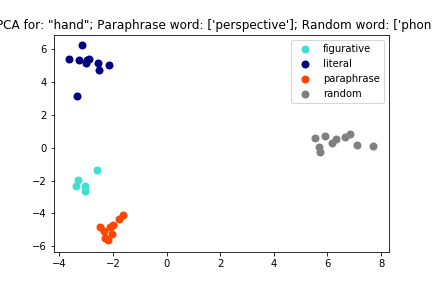 PCA for: "hand"; Paraphrase word: ['perspective']; Random word: ['phon
figurative
literal
paraphrase
random
6
4
2
0
−2
−4
−6
−4 −2 0 2 4 6 8